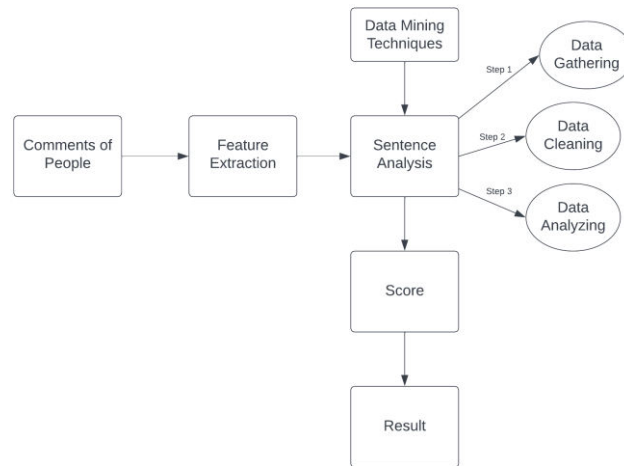 Data Mining
Techniques
Data
Gathering
Step 1
Comments of
People
Feature
Extraction
Sentence
Analysis
Step 2
Data
Cleaning
Step 3
Data
Analyzing
Score
Result